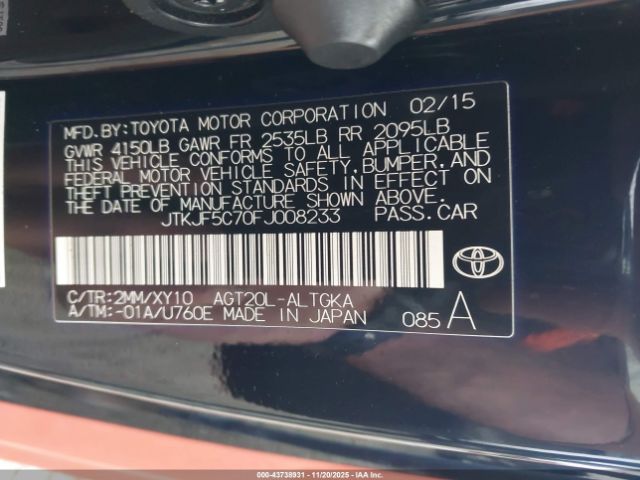 MFD.BY:TOYOTA MOTOR CORPORATION 02/15
GVWR 4150LB GAWR FR 2535LB RR 2095LB
THIS VEHICLE CONFORMS TO ALL APPLICABLE
FEDERAL MOTOR VEHICLE SAFETY,BUMPER,AND
THEFT PREVENTION STANDARDS IN EFFECT ON
THE DATE OF MANUFACTURE SHOWN ABOVE.
JTKJF5C70FJ008233 PASS.CAR
C/TR:2MM/XY10 AGT20L-ALTGKA
A/TM:-01A/U760E MADE IN JAPAN 085 A
TOYOTA
000-43738931 - 11/20/2025 - IAAI.COM